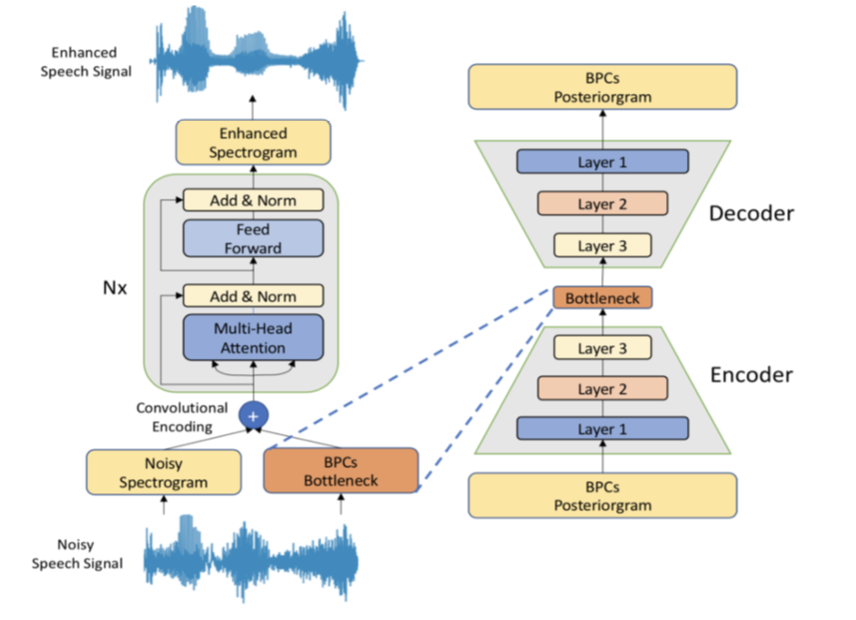 Enhanced
Speech Signal
Enhanced
Spectrogram
Add & Norm
Feed
Forward
Nx
Add & Norm
Multi-Head
Attention
Convolutional
Encoding
+
Noisy
Spectrogram
BPCs
Bottleneck
Noisy
Speech Signal
BPCs
Posteriorgram
Layer 1
Layer 2
Decoder
Layer 3
Bottleneck
Layer 3
Encoder
Layer 2
Layer 1
BPCs
Posteriorgram